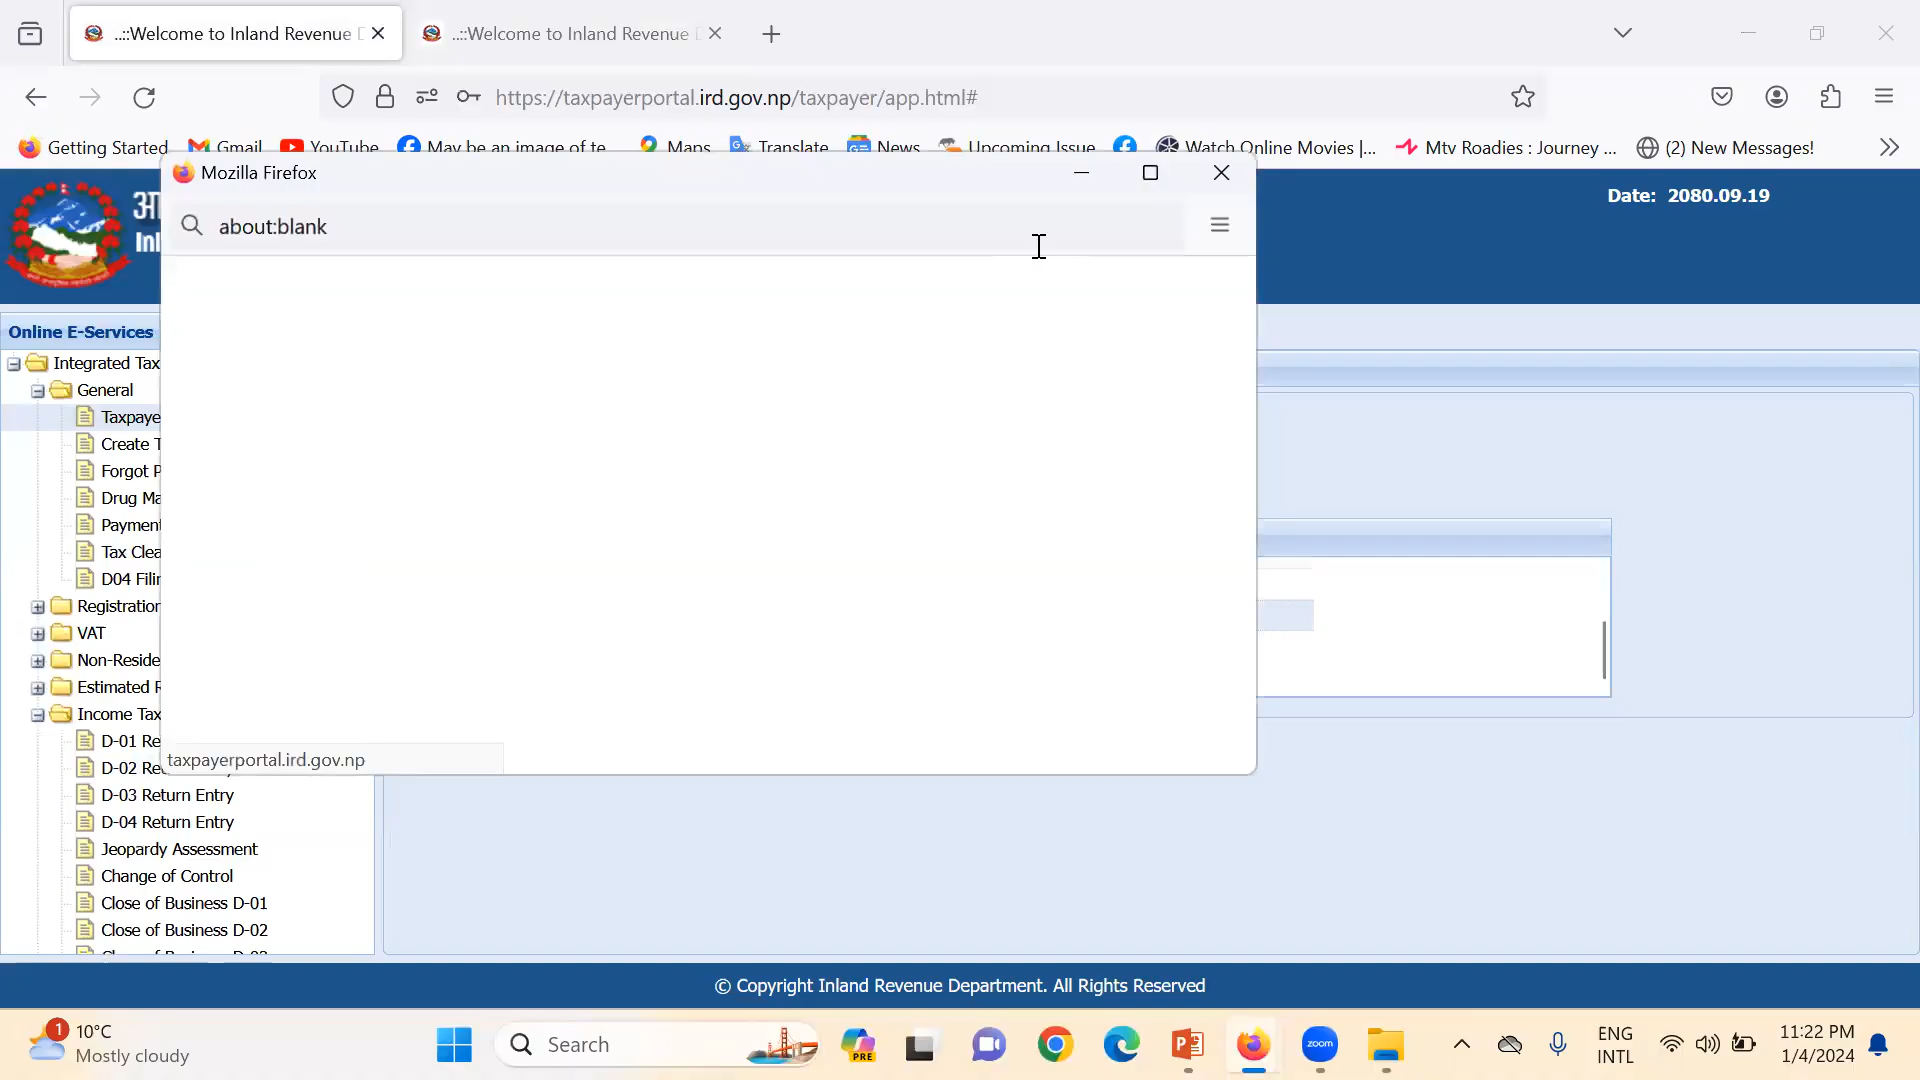 ..::Welcome to Inland Revenue D
..::Welcome to Inland Revenue D
https://taxpayerportal.ird.gov.np/taxpayer/app.html#
Getting Started
Gmail
YouTube
May be an image of te
Maps
Translate
News
Upcoming Issue
Watch Online Movies |...
Mtv Roadies : Journey ...
(2) New Messages!
Mozilla Firefox
about:blank
Date: 2080.09.19
Inl
Online E-Services
Integrated Tax
General
Taxpaye
Create T
Forgot P
Drug Ma
Payment
Tax Clea
D04 Filin
Registration
VAT
Non-Reside
Estimated R
Income Tax
D-01 Re
D-02 Re
D-03 Return Entry
D-04 Return Entry
Jeopardy Assessment
Change of Control
Close of Business D-01
Close of Business D-02
taxpayerportal.ird.gov.np
© Copyright Inland Revenue Department. All Rights Reserved
1
10°C
Mostly cloudy
Search
PRE
zoom
ENG
INTL
11:22 PM
1/4/2024